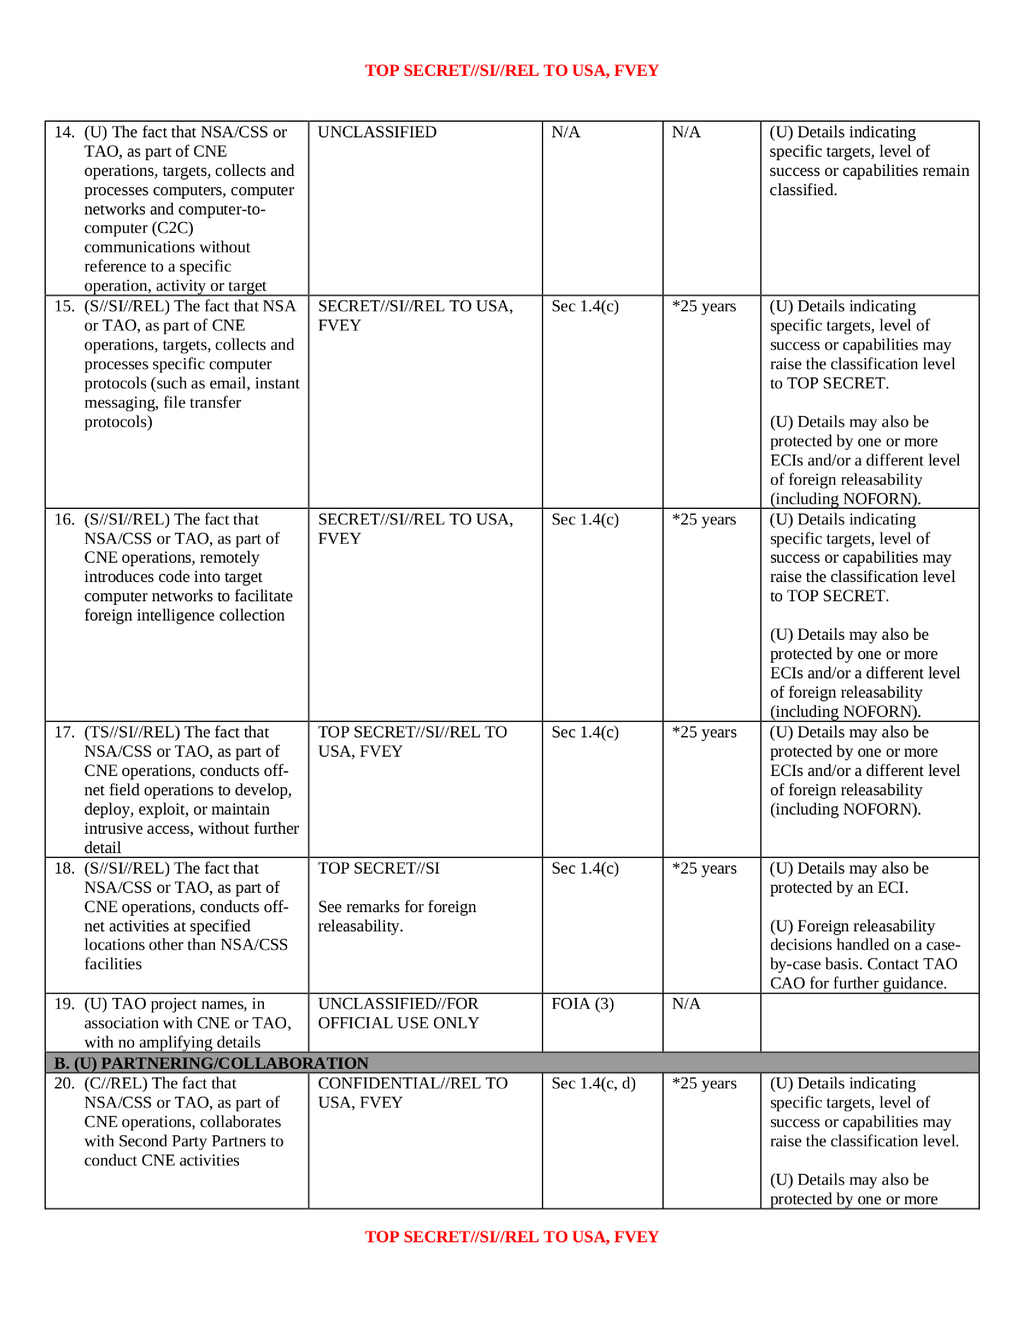 TOP SECRET//SI//REL TO USA, FVEY
14. (U) The fact that NSA/CSS or
TAO, as part of CNE
operations, targets, collects and
processes computers, computer
networks and computer-to-
computer (C2C)
communications without
reference to a specific
operation, activity or target
UNCLASSIFIED
N/A
N/A
(U) Details indicating
specific targets, level of
success or capabilities remain
classified.
15. (S//SI//REL) The fact that NSA
or TAO, as part of CNE
operations, targets, collects and
processes specific computer
protocols (such as email, instant
messaging, file transfer
protocols)
SECRET//SI//REL TO USA,
FVEY
Sec 1.4(c)
*25 years
(U) Details indicating
specific targets, level of
success or capabilities may
raise the classification level
to TOP SECRET.
(U) Details may also be
protected by one or more
ECIs and/or a different level
of foreign releasability
(including NOFORN).
16. (S//SI//REL) The fact that
NSA/CSS or TAO, as part of
CNE operations, remotely
introduces code into target
computer networks to facilitate
foreign intelligence collection
SECRET//SI//REL TO USA,
FVEY
Sec 1.4(c)
*25 years
(U) Details indicating
specific targets, level of
success or capabilities may
raise the classification level
to TOP SECRET.
(U) Details may also be
protected by one or more
ECIs and/or a different level
of foreign releasability
(including NOFORN).
17. (TS//SI//REL) The fact that
NSA/CSS or TAO, as part of
CNE operations, conducts off-
net field operations to develop,
deploy, exploit, or maintain
intrusive access, without further
detail
TOP SECRET//SI//REL TO
USA, FVEY
Sec 1.4(c)
*25 years
(U) Details may also be
protected by one or more
ECIs and/or a different level
of foreign releasability
(including NOFORN).
18. (S//SI//REL) The fact that
NSA/CSS or TAO, as part of
CNE operations, conducts off-
net activities at specified
locations other than NSA/CSS
facilities
TOP SECRET//SI
See remarks for foreign
releasability.
Sec 1.4(c)
*25 years
(U) Details may also be
protected by an ECI.
(U) Foreign releasability
decisions handled on a case-
by-case basis. Contact TAO
CAO for further guidance.
19. (U) TAO project names, in
association with CNE or TAO,
with no amplifying details
UNCLASSIFIED//FOR
OFFICIAL USE ONLY
FOIA (3)
N/A
B. (U) PARTNERING/COLLABORATION
20. (C//REL) The fact that
NSA/CSS or TAO, as part of
CNE operations, collaborates
with Second Party Partners to
conduct CNE activities
CONFIDENTIAL//REL TO
USA, FVEY
Sec 1.4(c, d)
*25 years
(U) Details indicating
specific targets, level of
success or capabilities may
raise the classification level.
(U) Details may also be
protected by one or more
TOP SECRET//SI//REL TO USA, FVEY